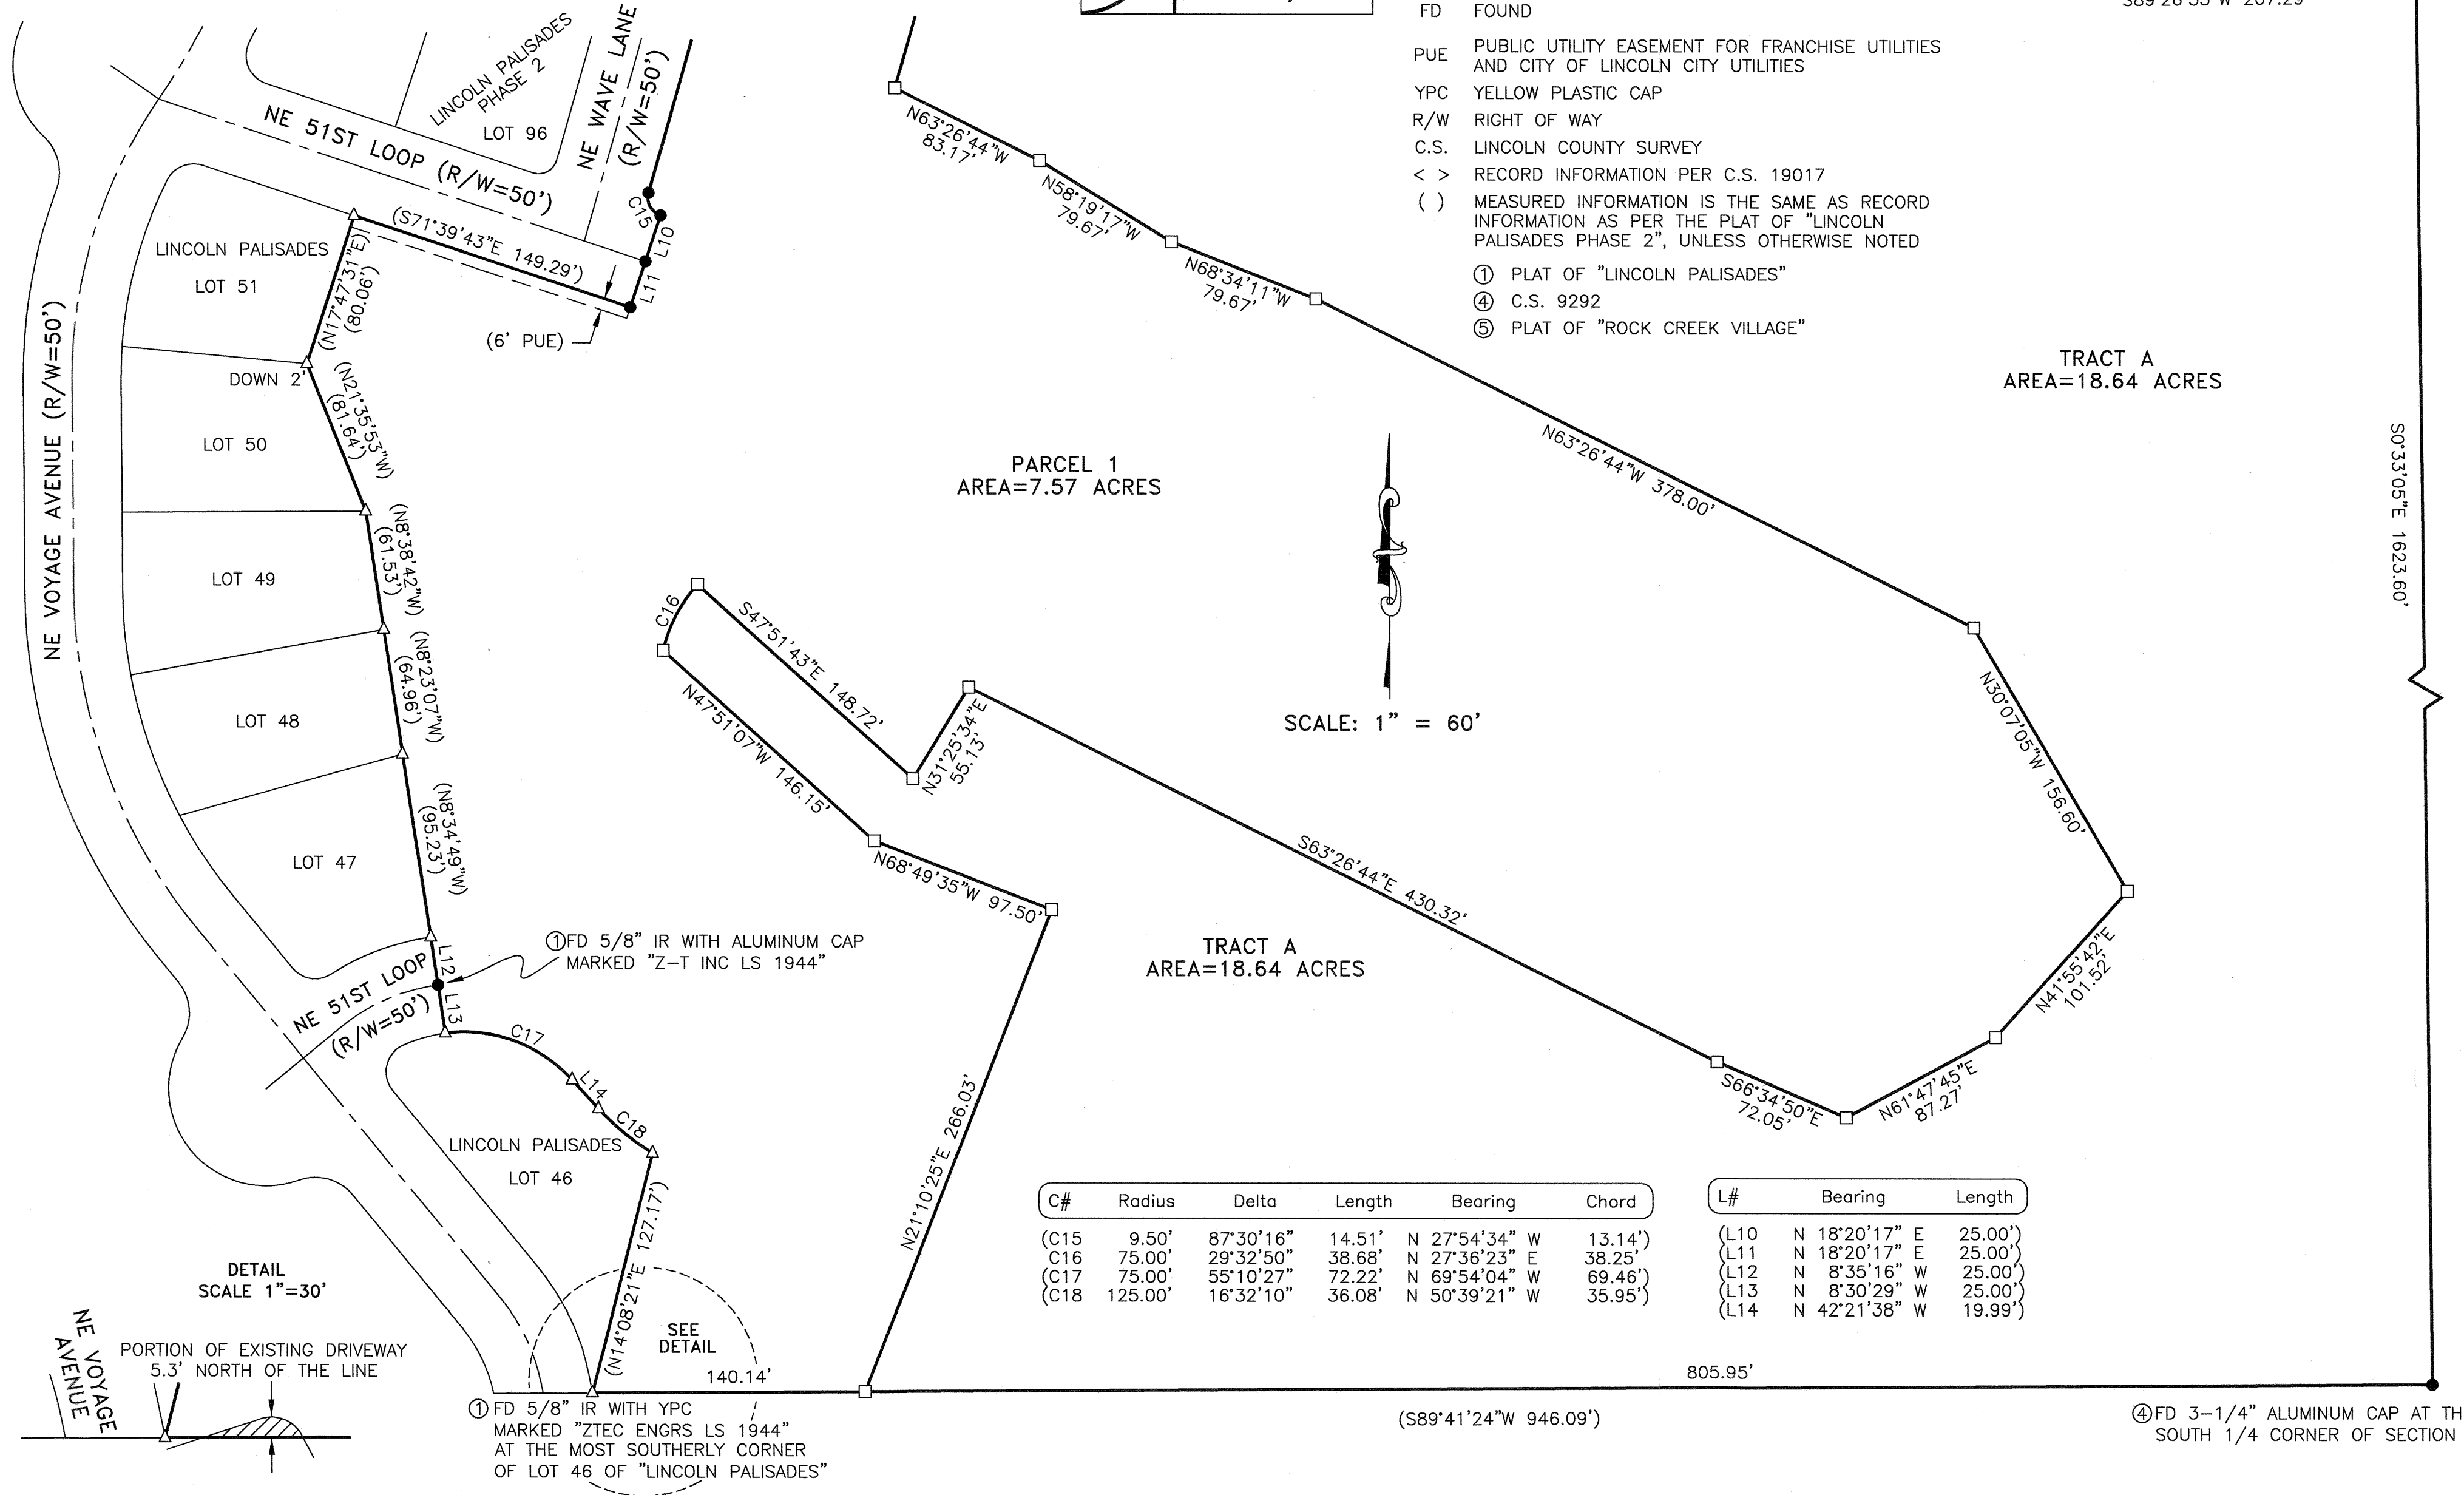 FD FOUND
PUE PUBLIC UTILITY EASEMENT FOR FRANCHISE UTILITIES
AND CITY OF LINCOLN CITY UTILITIES
YPC YELLOW PLASTIC CAP
R/W RIGHT OF WAY
C.S. LINCOLN COUNTY SURVEY
< > RECORD INFORMATION PER C.S. 19017
( ) MEASURED INFORMATION IS THE SAME AS RECORD
INFORMATION AS PER THE PLAT OF "LINCOLN
PALISADES PHASE 2", UNLESS OTHERWISE NOTED
① PLAT OF "LINCOLN PALISADES"
④ C.S. 9292
⑤ PLAT OF "ROCK CREEK VILLAGE"
LINCOLN PALISADES
PHASE 2
LOT 96
NE WAVE LANE
(R/W=50')
NE 51ST LOOP (R/W=50')
C15
L10
L11
(S71°39'43"E 149.29')
(6' PUE)
LINCOLN PALISADES
LOT 51
(N17°47'31"E)
(80.06')
DOWN 2'
(N21°35'53"W)
(81.64')
LOT 50
(N8°38'42"W)
(61.53')
LOT 49
(N8°23'07"W)
(64.96')
LOT 48
(N8°34'49"W)
(95.23')
LOT 47
NE VOYAGE AVENUE (R/W=50')
N63°26'44"W
83.17'
N58°19'17"W
79.67'
N68°34'11"W
79.67'
N63°26'44"W 378.00'
TRACT A
AREA=18.64 ACRES
S0°33'05"E 1623.60'
PARCEL 1
AREA=7.57 ACRES
SCALE: 1" = 60'
C16
S47°51'43"E 148.72'
N47°51'07"W 146.15'
N31°25'34"E
55.13'
N68°49'35"W 97.50'
S63°26'44"E 430.32'
N30°07'05"W 156.60'
N41°55'42"E
101.52'
N61°47'45"E
87.27'
S66°34'50"E
72.05'
TRACT A
AREA=18.64 ACRES
N21°10'25"E 266.03'
①FD 5/8" IR WITH ALUMINUM CAP
MARKED "Z-T INC LS 1944"
L12
L13
NE 51ST LOOP
(R/W=50')
C17
L14
C18
LINCOLN PALISADES
LOT 46
(N14°08'21"E 127.17')
SEE
DETAIL
140.14'
805.95'
(S89°41'24"W 946.09')
C# Radius Delta Length Bearing Chord
(C15 9.50' 87°30'16" 14.51' N 27°54'34" W 13.14')
C16 75.00' 29°32'50" 38.68' N 27°36'23" E 38.25'
(C17 75.00' 55°10'27" 72.22' N 69°54'04" W 69.46')
(C18 125.00' 16°32'10" 36.08' N 50°39'21" W 35.95')
L# Bearing Length
(L10 N 18°20'17" E 25.00')
(L11 N 18°20'17" E 25.00')
(L12 N 8°35'16" W 25.00')
(L13 N 8°30'29" W 25.00')
(L14 N 42°21'38" W 19.99')
DETAIL
SCALE 1"=30'
NE VOYAGE
AVENUE
PORTION OF EXISTING DRIVEWAY
5.3' NORTH OF THE LINE
① FD 5/8" IR WITH YPC
MARKED "ZTEC ENGRS LS 1944"
AT THE MOST SOUTHERLY CORNER
OF LOT 46 OF "LINCOLN PALISADES"
④FD 3-1/4" ALUMINUM CAP AT TH
SOUTH 1/4 CORNER OF SECTION